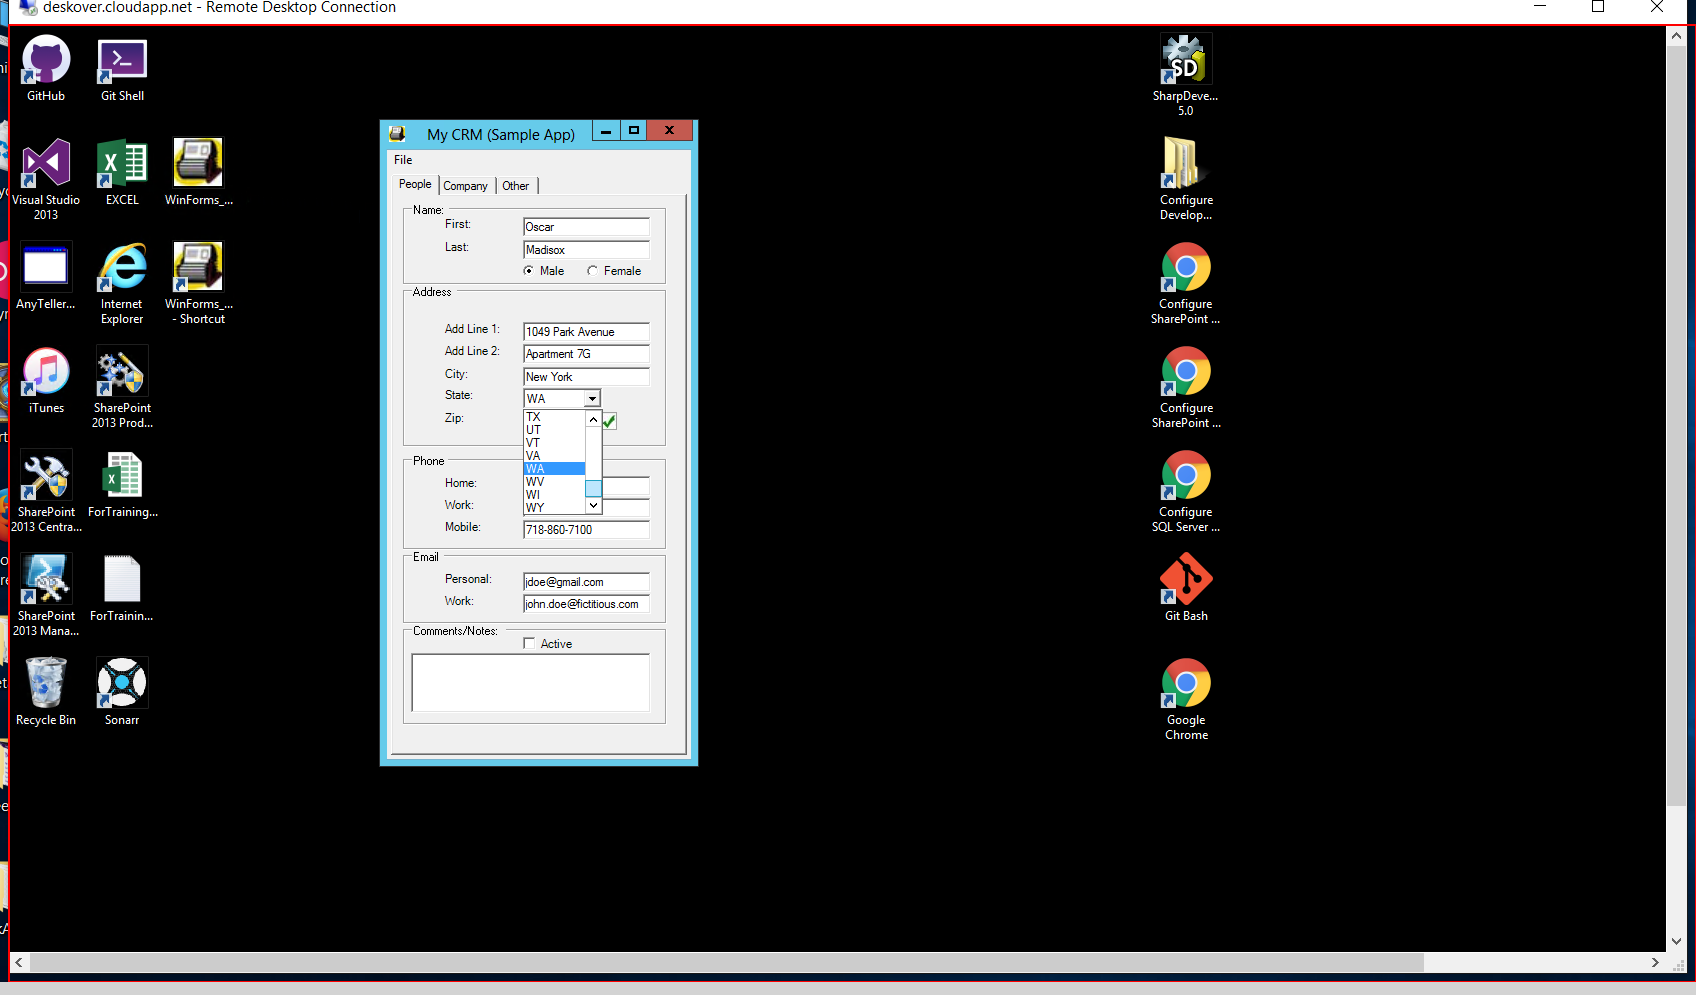 deskover.cloudapp.net - Remote Desktop Connection
GitHub
Git Shell
Visual Studio
2013
EXCEL
WinForms_...
AnyTeller...
Internet
Explorer
WinForms_...
- Shortcut
iTunes
SharePoint
2013 Prod...
SharePoint
2013 Centra...
ForTraining...
SharePoint
2013 Mana...
ForTrainin...
Recycle Bin
Sonarr
My CRM (Sample App)
File
People
Company
Other
Name:
First:
Oscar
Last:
Madisox
Male
Female
Address
Add Line 1:
1049 Park Avenue
Add Line 2:
Apartment 7G
City:
New York
State:
WA
Zip:
TX
UT
VT
VA
WA
WV
WI
WY
Phone
Home:
Work:
Mobile:
718-860-7100
Email
Personal:
jdoe@gmail.com
Work:
john.doe@fictitious.com
Comments/Notes:
Active
SD
SharpDeve...
5.0
Configure
Develop...
Configure
SharePoint ...
Configure
SharePoint ...
Configure
SQL Server ...
Git Bash
Google
Chrome